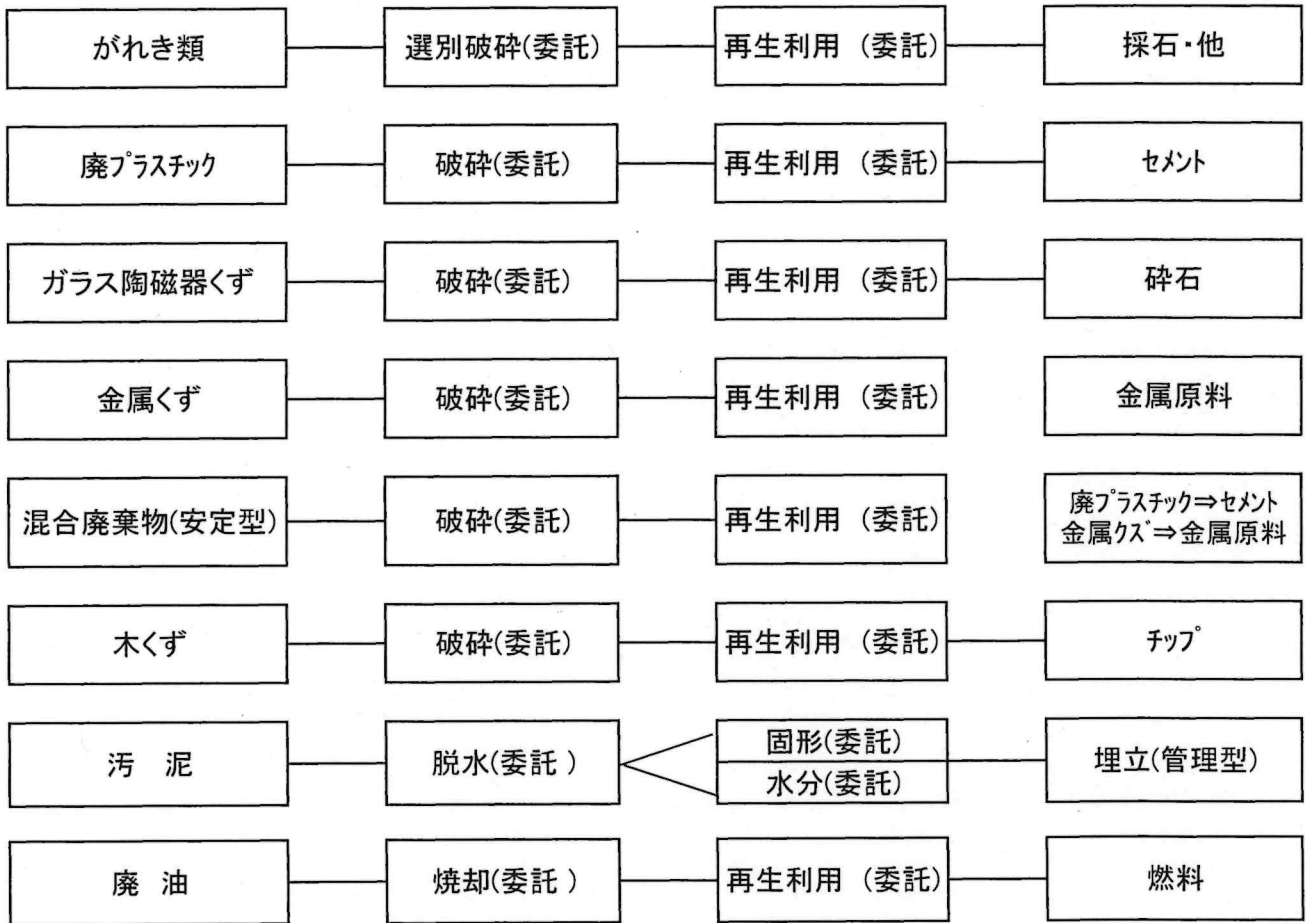 がれき類 選別破砕(委託) 再生利用 (委託) 採石・他
廃プラスチック 破砕(委託) 再生利用 (委託) セメント
ガラス陶磁器くず 破砕(委託) 再生利用 (委託) 砕石
金属くず 破砕(委託) 再生利用 (委託) 金属原料
混合廃棄物(安定型) 破砕(委託) 再生利用 (委託) 廃プラスチック⇒セメント
金属クズ⇒金属原料
木くず 破砕(委託) 再生利用 (委託) チップ
汚 泥 脱水(委託 ) 固形(委託) 埋立(管理型)
水分(委託)
廃 油 焼却(委託 ) 再生利用 (委託) 燃料